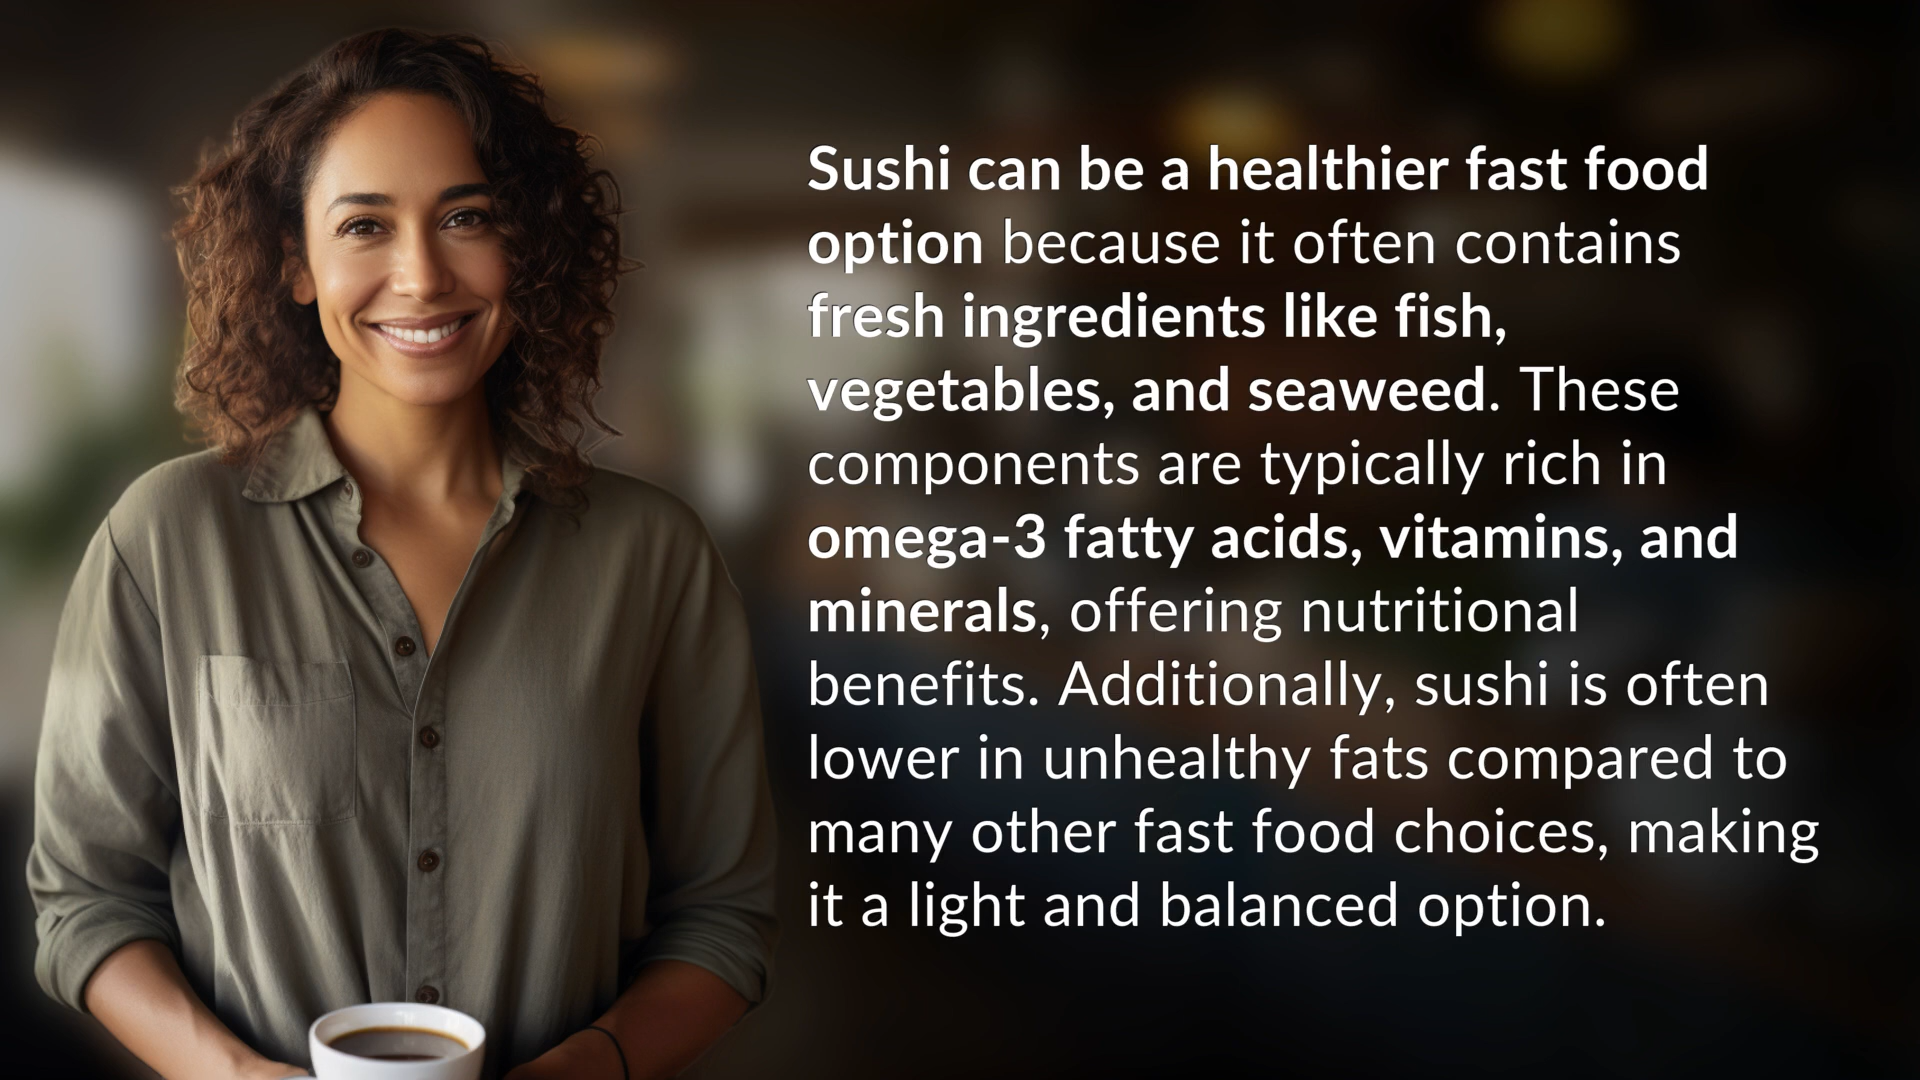 Sushi can be a healthier fast food
option because it often contains
fresh ingredients like fish,
vegetables, and seaweed. These
components are typically rich in
omega-3 fatty acids, vitamins, and
minerals, offering nutritional
benefits. Additionally, sushi is often
lower in unhealthy fats compared to
many other fast food choices, making
it a light and balanced option.